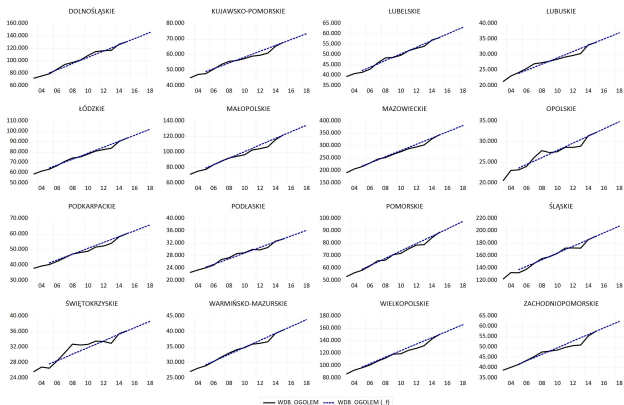 DOLNOŚLĄSKIE KUJAWSKO-POMORSKIE LUBELSKIE LUBUSKIE
160.000 80.000 65.000 40.000
150.000 60.000
140.000 70.000 55.000 35.000
120.000 60.000 50.000 30.000
100.000 45.000
80.000 50.000 40.000 25.000
60.000 40.000 35.000 20.000
04 06 08 10 12 14 16 18 04 06 08 10 12 14 16 18 04 06 08 10 12 14 16 18 04 06 08 10 12 14 16 18
ŁÓDZKIE MAŁOPOLSKIE MAZOWIECKIE OPOLSKIE
110.000 140.000 400.000 35.000
100.000 350.000
90.000 120.000 300.000 30.000
80.000 100.000
70.000 250.000 25.000
60.000 80.000 200.000
50.000 60.000 150.000 20.000
04 06 08 10 12 14 16 18 04 06 08 10 12 14 16 18 04 06 08 10 12 14 16 18 04 06 08 10 12 14 16 18
PODKARPACKIE PODLASKIE POMORSKIE ŚLĄSKIE
70.000 40.000 100.000 220.000
60.000 36.000 90.000 200.000
80.000 180.000
50.000 32.000 70.000 160.000
40.000 28.000 60.000 140.000
24.000
30.000 20.000 50.000 120.000
04 06 08 10 12 14 16 18 04 06 08 10 12 14 16 18 04 06 08 10 12 14 16 18 04 06 08 10 12 14 16 18
ŚWIĘTOKRZYSKIE WARMIŃSKO-MAZURSKIE WIELKOPOLSKIE ZACHODNIOPOMORSKIE
40.000 45.000 180.000 65.000
36.000 40.000 160.000 60.000
140.000 55.000
32.000 35.000 120.000 50.000
28.000 30.000 100.000 45.000
40.000
24.000 25.000 80.000 35.000
04 06 08 10 12 14 16 18 04 06 08 10 12 14 16 18 04 06 08 10 12 14 16 18 04 06 08 10 12 14 16 18
WDB_OGOLEM WDB_OGOLEM (_f)